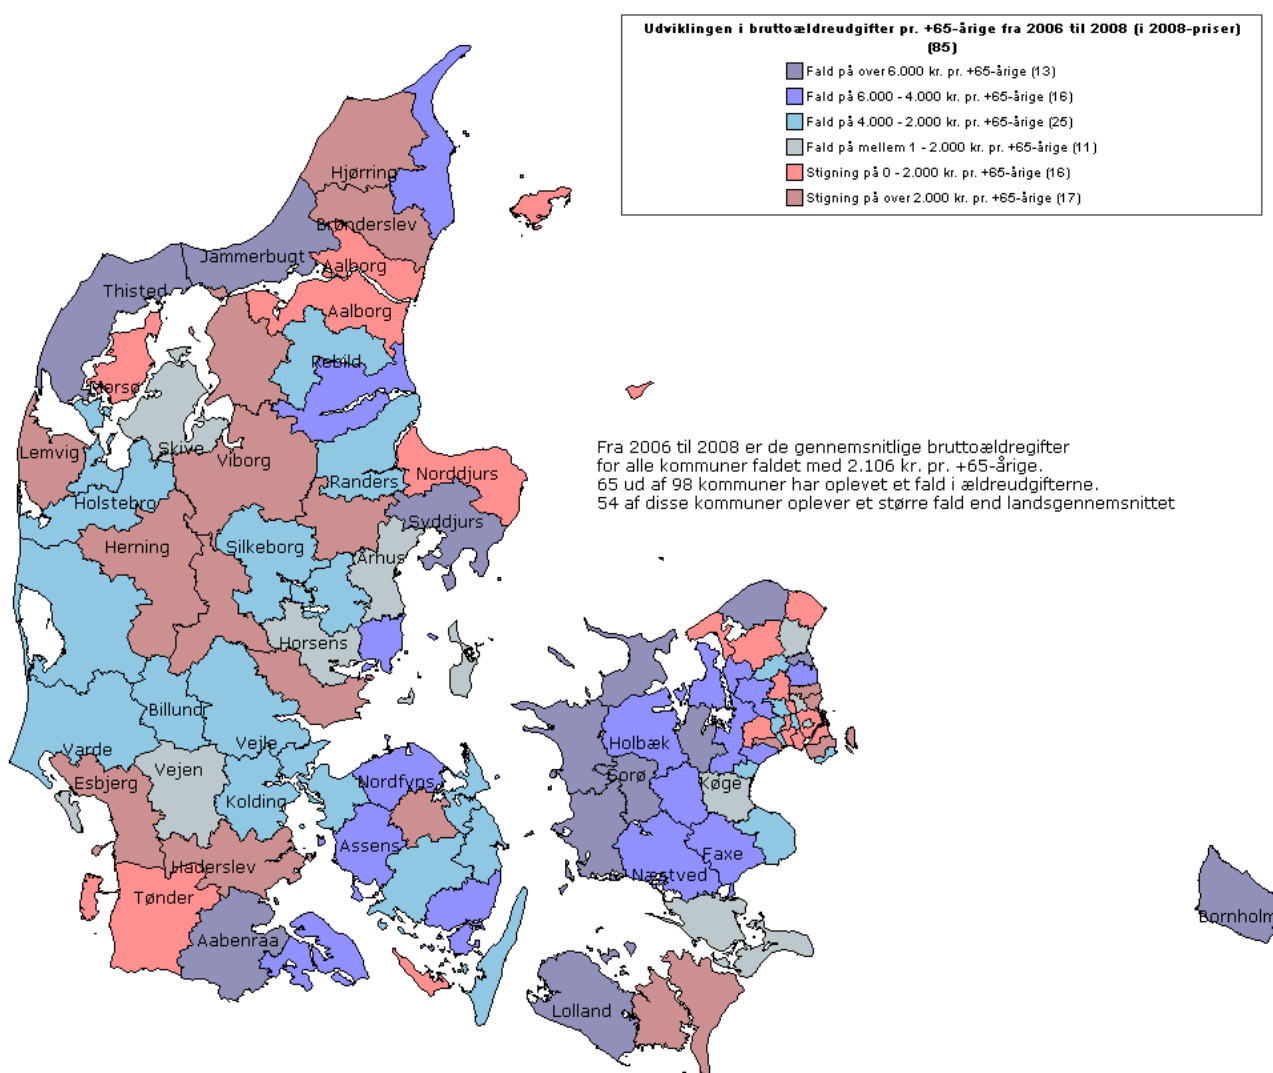 Udviklingen i bruttoældreudgifter pr. +65-årige fra 2006 til 2008 (i 2008-priser)
(85)
Fald på over 6.000 kr. pr. +65-årige (13)
Fald på 6.000 - 4.000 kr. pr. +65-årige (16)
Fald på 4.000 - 2.000 kr. pr. +65-årige (25)
Fald på mellem 1 - 2.000 kr. pr. +65-årige (11)
Stigning på 0 - 2.000 kr. pr. +65-årige (16)
Stigning på over 2.000 kr. pr. +65-årige (17)
Hjørring
Brønderslev
Jammerbugt
Aalborg
Thisted
Aalborg
Rebild
Morsø
Skive
Lemvig
Viborg
Randers
Norddjurs
Holstebro
Syddjurs
Herning
Silkeborg
Århus
Horsens
Billund
Varde
Vejle
Vejen
Esbjerg
Kolding
Nordfyns
Assens
Haderslev
Tønder
Aabenraa
Holbæk
Sorø
Køge
Faxe
Næstved
Lolland
Bornholm
Fra 2006 til 2008 er de gennemsnitlige bruttoældregifter
for alle kommuner faldet med 2.106 kr. pr. +65-årige.
65 ud af 98 kommuner har oplevet et fald i ældreudgifterne.
54 af disse kommuner oplever et større fald end landsgennemsnittet